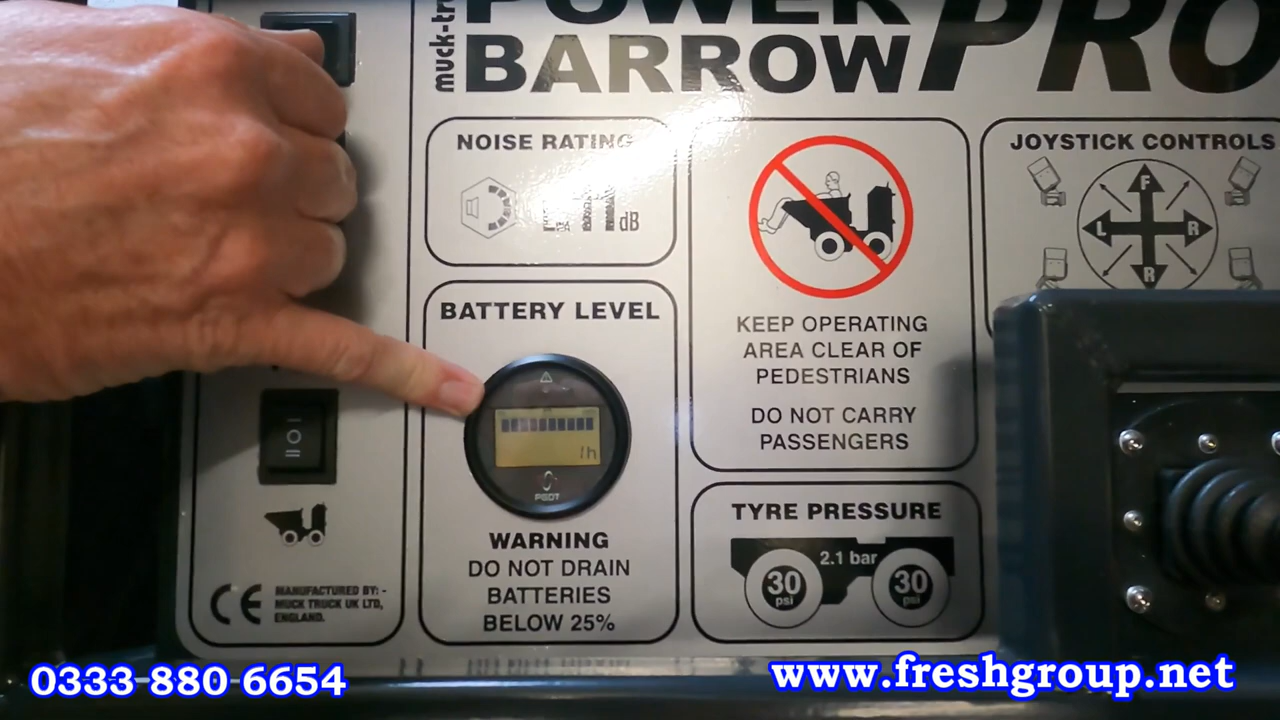 POWER
BARROW PRO
muck-tr
NOISE RATING
dB
BATTERY LEVEL
1h
PSDT
WARNING
DO NOT DRAIN
BATTERIES
BELOW 25%
KEEP OPERATING
AREA CLEAR OF
PEDESTRIANS
DO NOT CARRY
PASSENGERS
JOYSTICK CONTROLS
F
L R
R
TYRE PRESSURE
2.1 bar
30 psi 30 psi
CE
MANUFACTURED BY: -
MUCK TRUCK UK LTD,
ENGLAND.
0333 880 6654
www.freshgroup.net